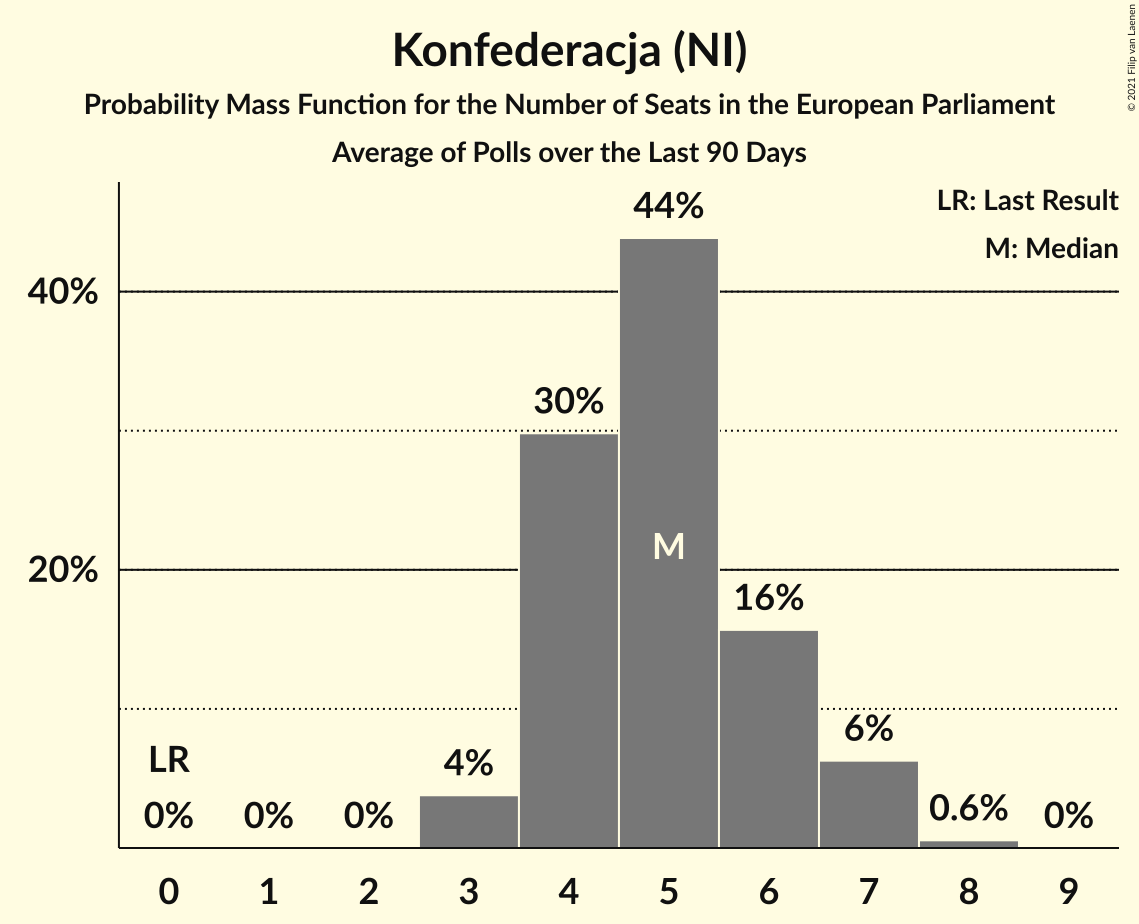 Konfederacja (NI)
Probability Mass Function for the Number of Seats in the European Parliament
Average of Polls over the Last 90 Days
© 2021 Filip van Laenen
LR: Last Result
M: Median
44%
40%
30%
M
20%
16%
6%
LR
4%
0%
0%
0%
0.6%
0%
0 1 2 3 4 5 6 7 8 9